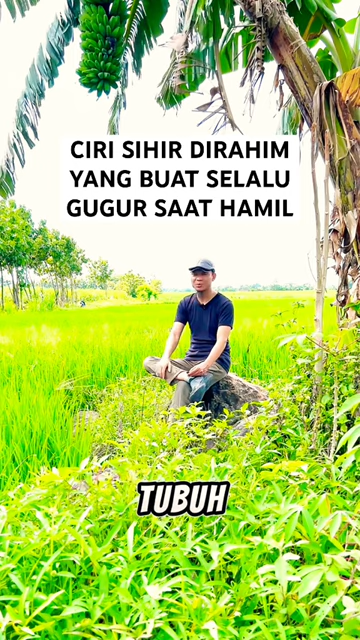 CIRI SIHIR DIRAHIM
YANG BUAT SELALU
GUGUR SAAT HAMIL
TUBUH